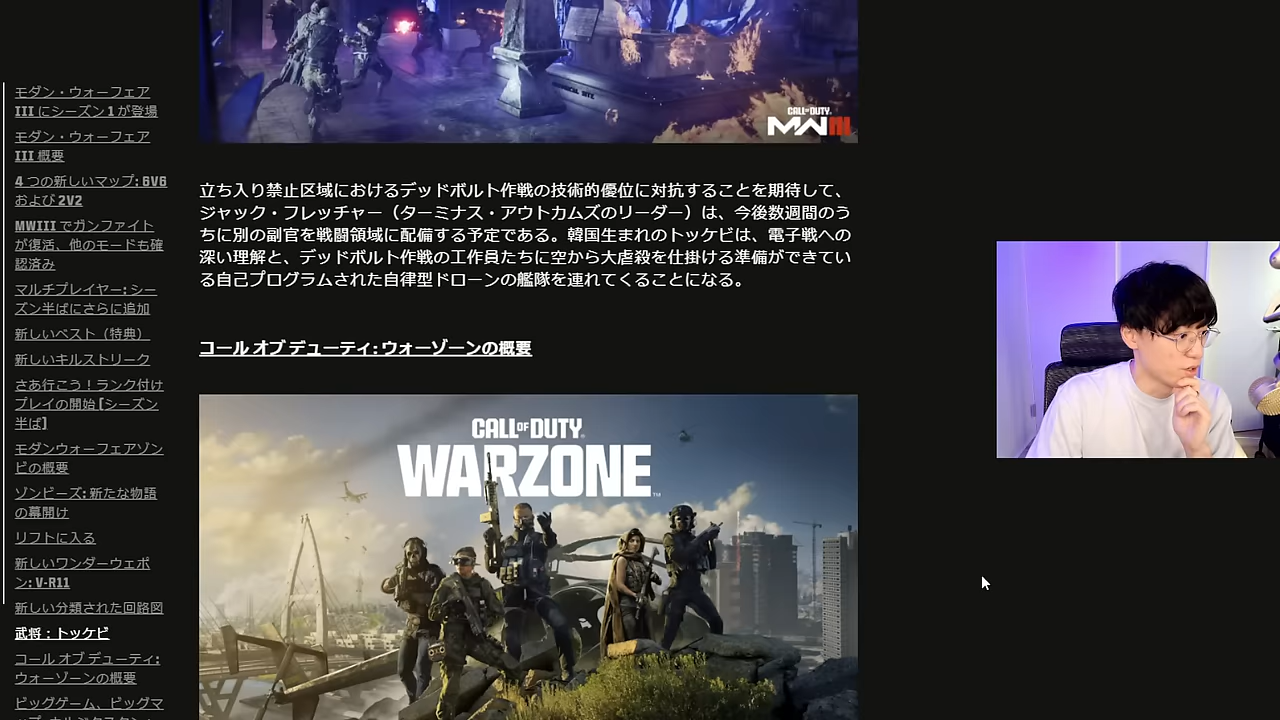 モダン・ウォーフェア
III にシーズン 1 が登場
モダン・ウォーフェア
III 概要
4 つの新しいマップ: 6V6
および 2V2
MWIII でガンファイト
が復活、他のモードも確
認済み
マルチプレイヤー: シー
ズン半ばにさらに追加
新しいベスト（特典）
新しいキルストリーク
さあ行こう！ランク付け
プレイの開始 [シーズン
半ば]
モダンウォーフェアゾン
ビの概要
ゾンビーズ: 新たな物語
の幕開け
リフトに入る
新しいワンダーウェポ
ン: V-R11
新しい分類された回路図
武将：トッケビ
コール オブ デューティ:
ウォーゾーンの概要
ビッグゲーム、ビッグマ
CALL OF DUTY
MWIII
立ち入り禁止区域におけるデッドボルト作戦の技術的優位に対抗することを期待して、
ジャック・フレッチャー（ターミナス・アウトカムズのリーダー）は、今後数週間のう
ちに別の副官を戦闘領域に配備する予定である。韓国生まれのトッケビは、電子戦への
深い理解と、デッドボルト作戦の工作員たちに空から大虐殺を仕掛ける準備ができてい
る自己プログラムされた自律型ドローンの艦隊を連れてくることになる。
コール オブ デューティ: ウォーゾーンの概要
CALL OF DUTY
WARZONE™